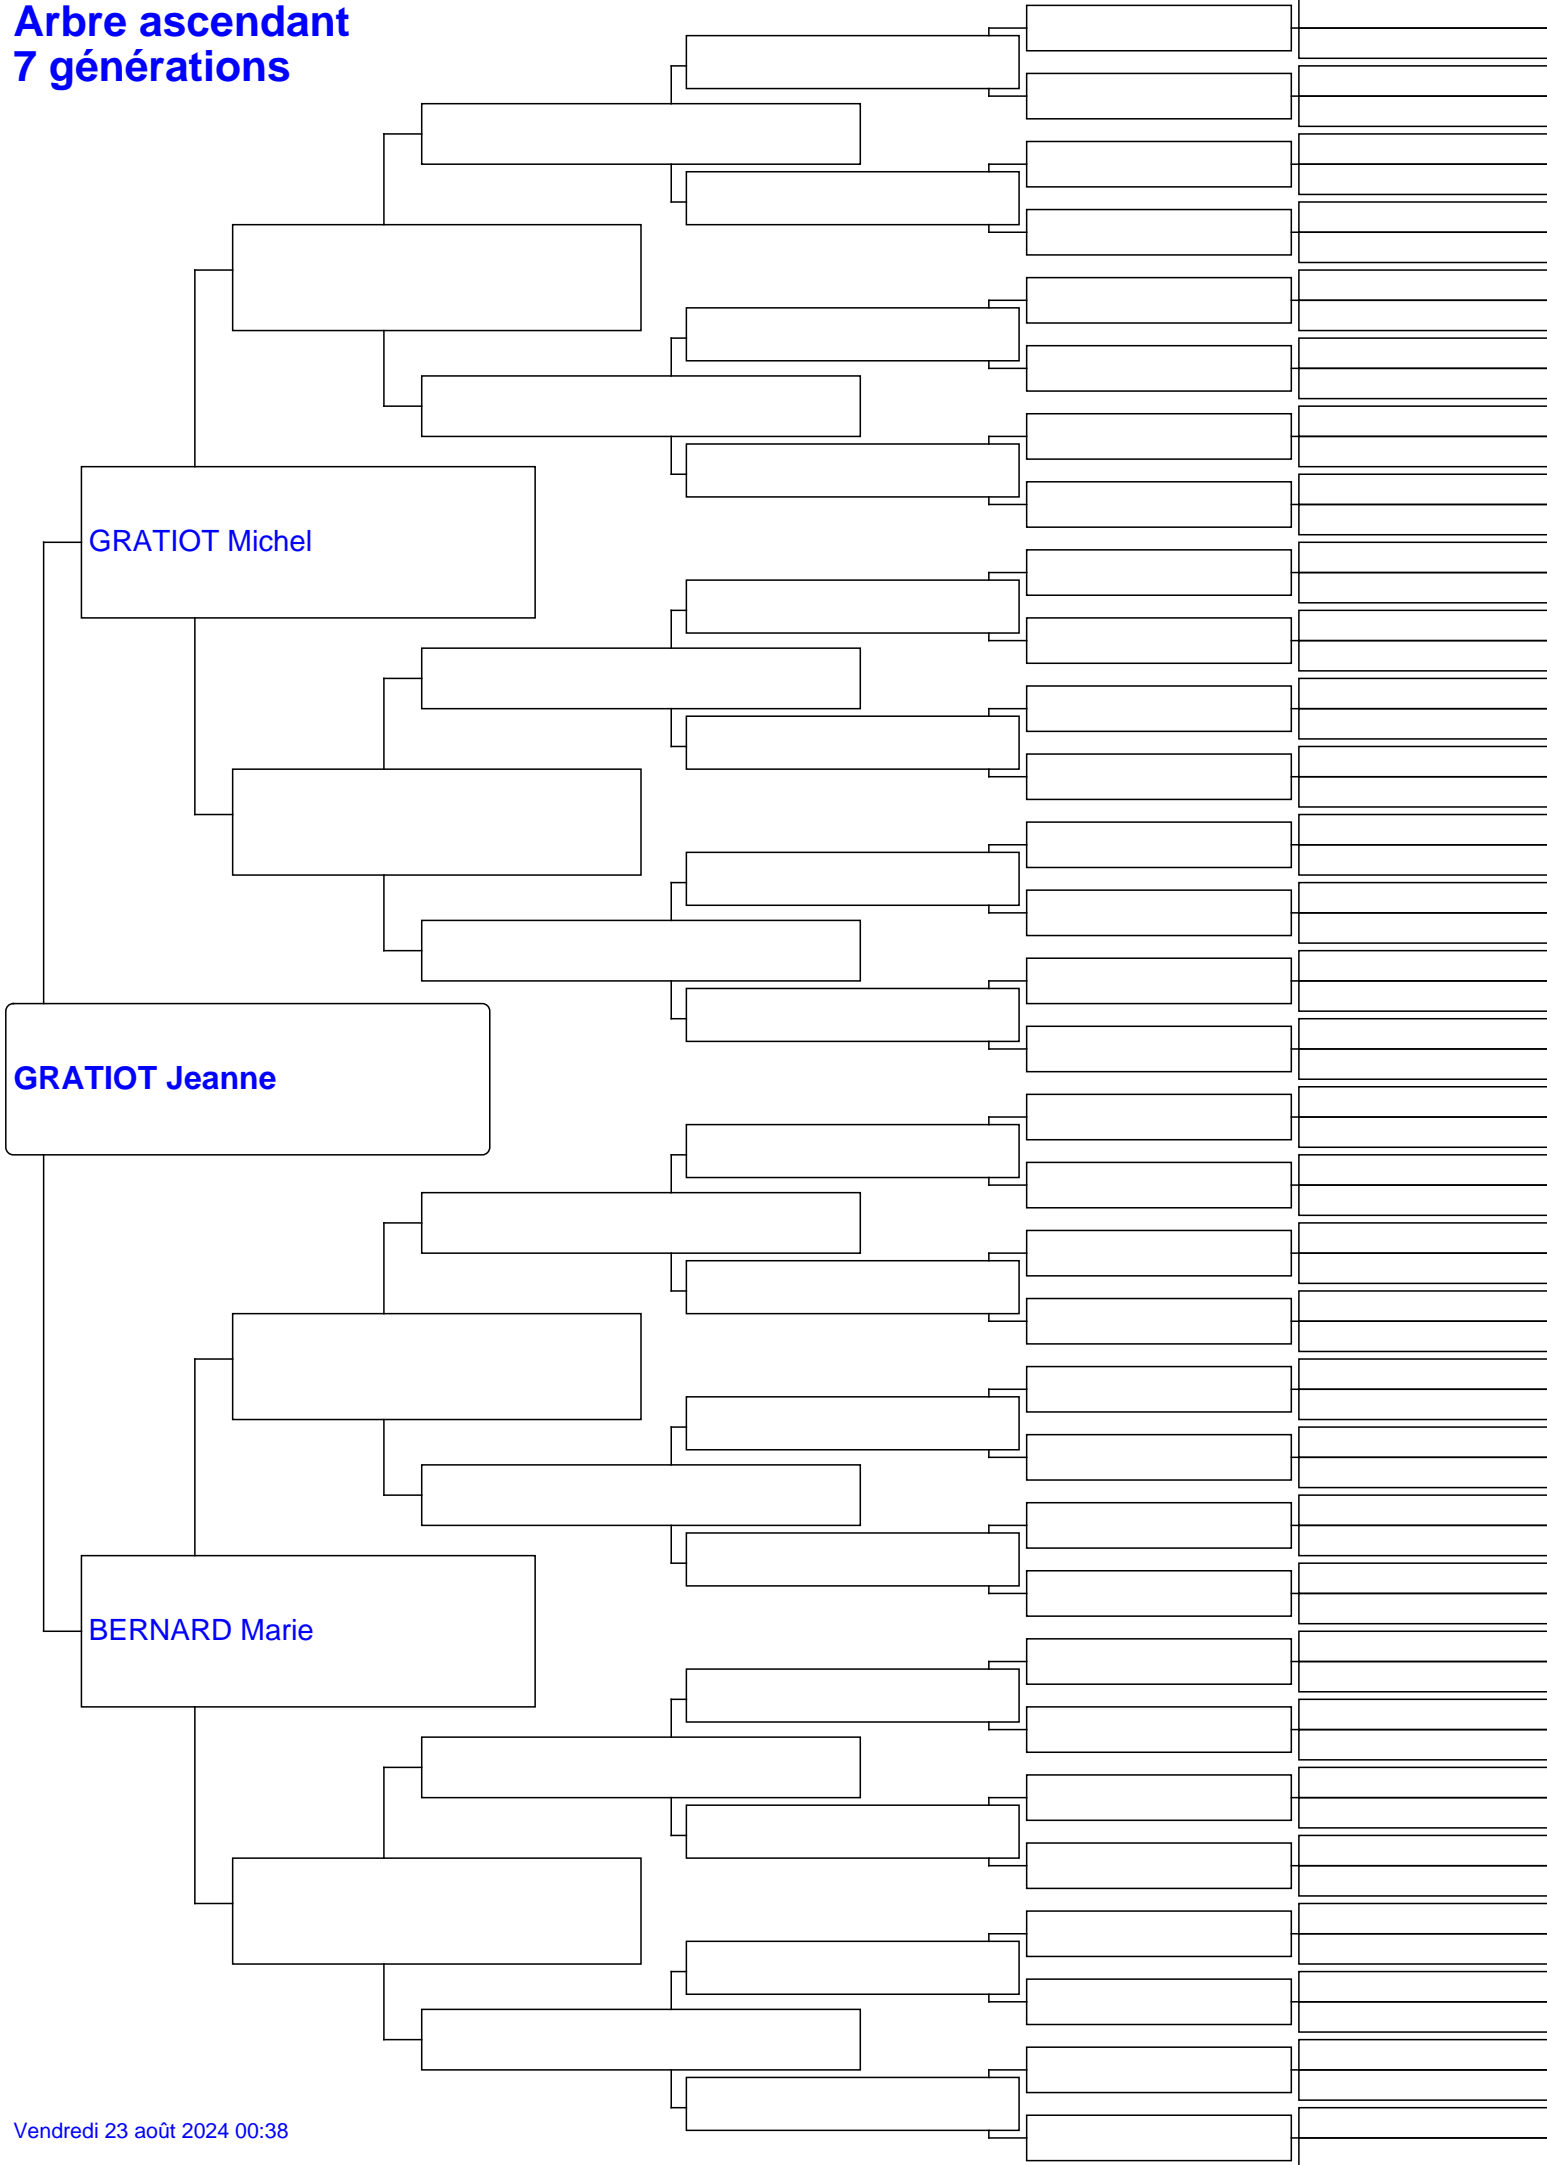 Arbre ascendant
7 générations
GRATIOT Michel
GRATIOT Jeanne
BERNARD Marie
Vendredi 23 août 2024 00:38